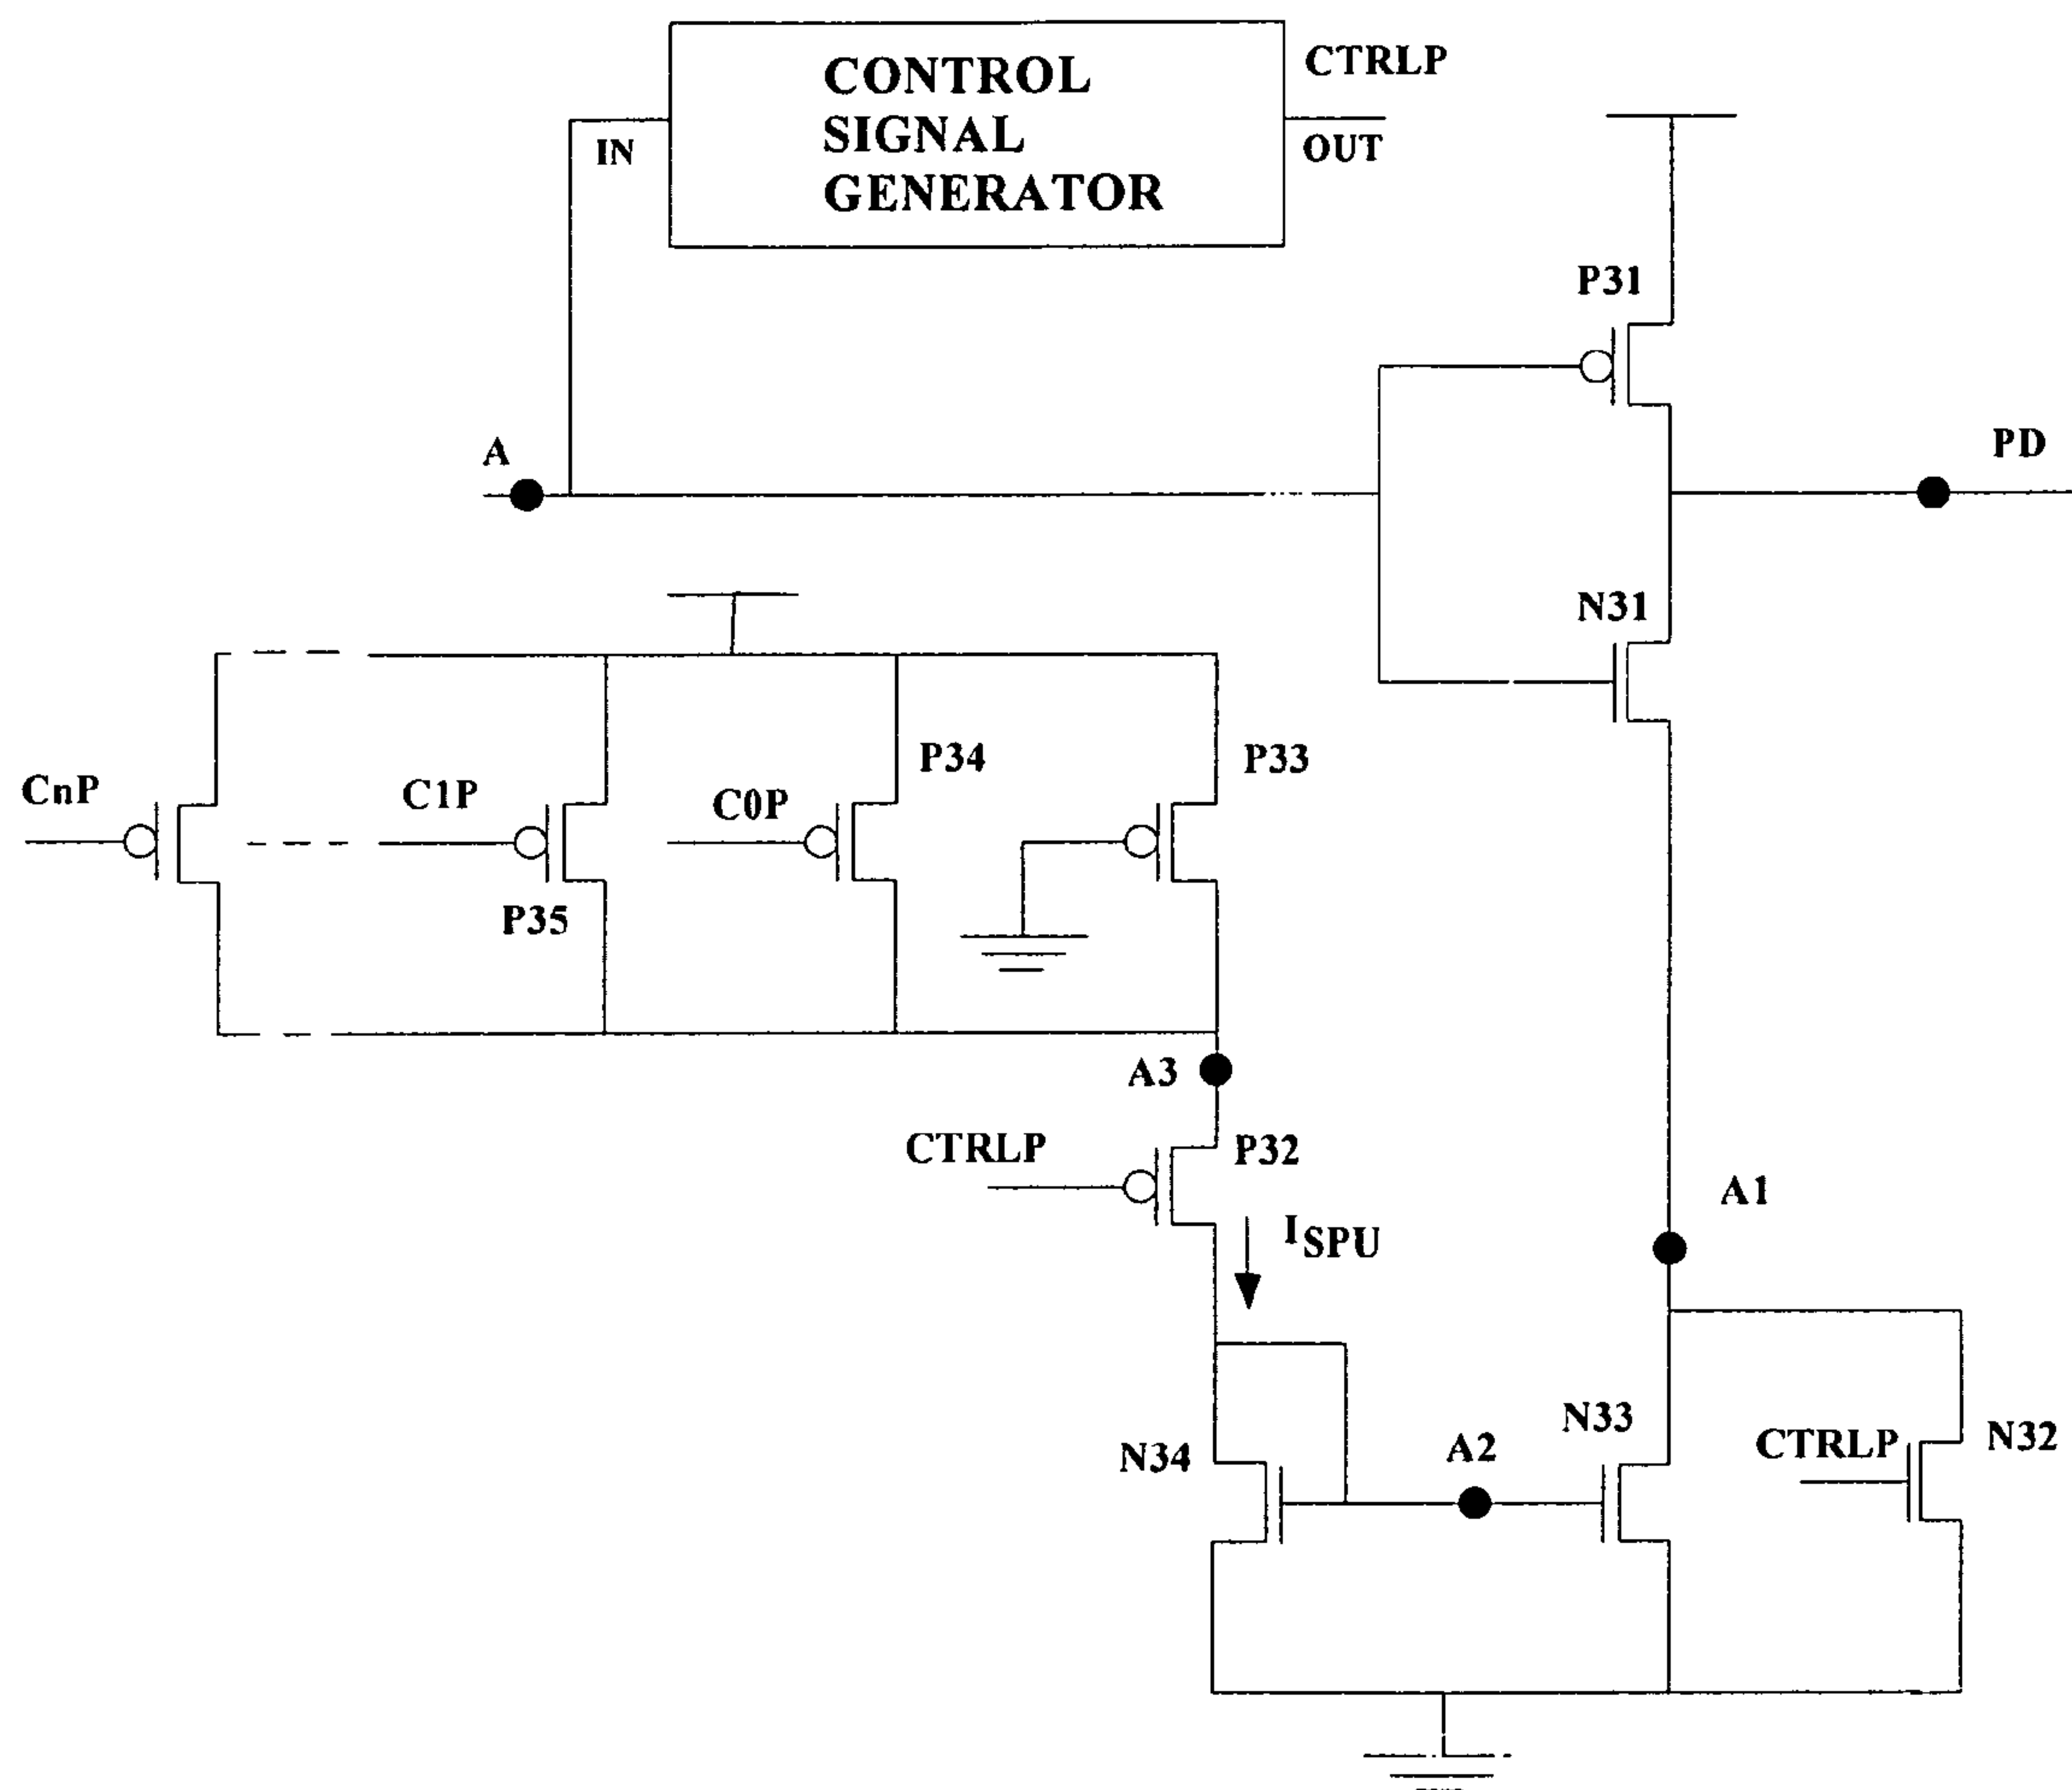 CONTROL
SIGNAL
GENERATOR
CTRLP
IN
OUT
P31
A
PD
N31
P34
P33
CnP
C1P
C0P
P35
A3
CTRLP
P32
A1
ISPU
N33
N34
A2
CTRLP
N32